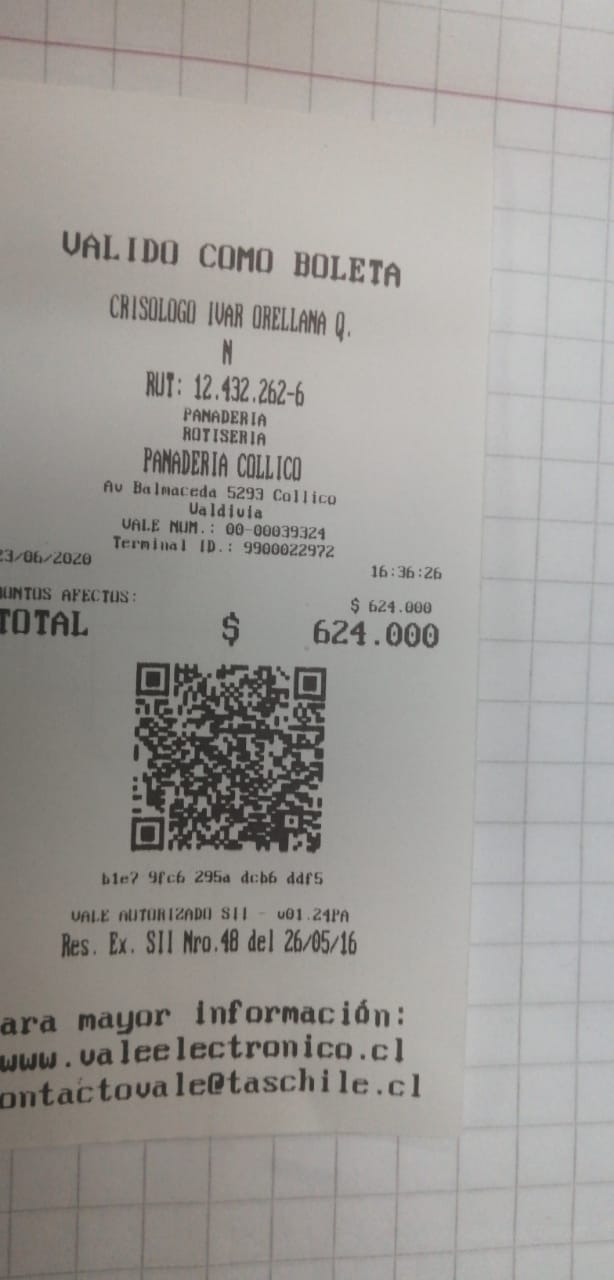 VALIDO COMO BOLETA
CRISOLOGO IVAR ORELLANA Q.
N
RUT: 12.432.262-6
PANADERIA
ROTISERIA
PANADERIA COLLICO
Av Balmaceda 5293 Collico
Valdivia
VALE NUM.: 00-00039324
Terminal ID.: 9900022972
23/06/2020 16:36:26
MONTOS AFECTOS: $ 624.000
TOTAL $ 624.000
b1e7 9fc6 295a dcb6 ddf5
VALE AUTORIZADO SII - v01.24PA
Res. Ex. SII Nro.48 del 26/05/16
ara mayor información:
www.valeelectronico.cl
ontactovale@taschile.cl